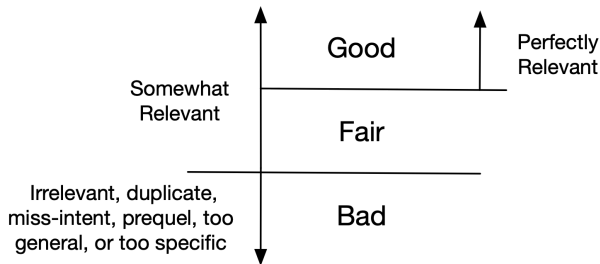 Good
Perfectly
Relevant
Somewhat
Relevant
Fair
Irrelevant, duplicate,
miss-intent, prequel, too
general, or too specific
Bad